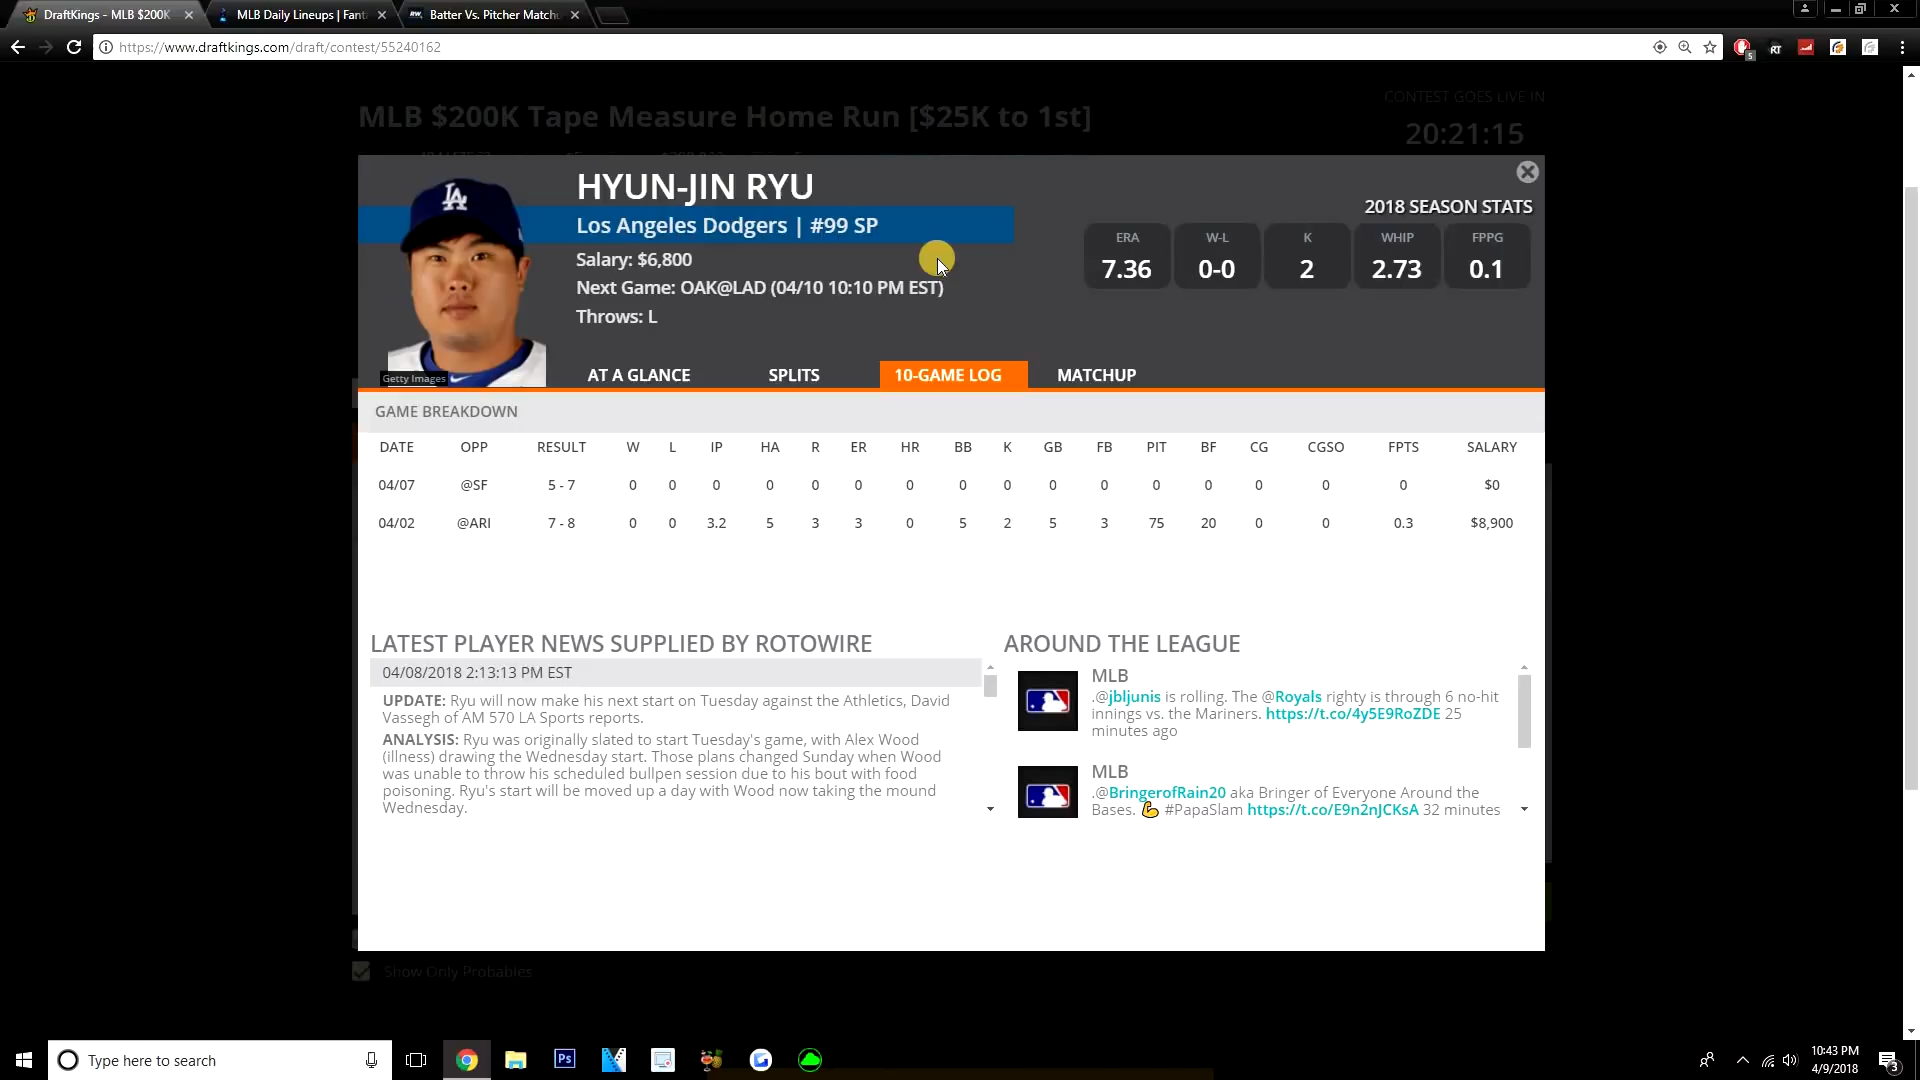 DraftKings - MLB $200K
MLB Daily Lineups | Fant
Batter Vs. Pitcher Matchu
https://www.draftkings.com/draft/contest/55240162
MLB $200K Tape Measure Home Run [$25K to 1st]
CONTEST GOES LIVE IN
20:21:15
HYUN-JIN RYU
Los Angeles Dodgers | #99 SP
Salary: $6,800
Next Game: OAK@LAD (04/10 10:10 PM EST)
Throws: L
2018 SEASON STATS
ERA W-L K WHIP FPPG
7.36 0-0 2 2.73 0.1
Getty Images
AT A GLANCE SPLITS 10-GAME LOG MATCHUP
GAME BREAKDOWN
DATE OPP RESULT W L IP HA R ER HR BB K GB FB PIT BF CG CGSO FPTS SALARY
04/07 @SF 5 - 7 0 0 0 0 0 0 0 0 0 0 0 0 0 0 0 0 $0
04/02 @ARI 7 - 8 0 0 3.2 5 3 3 0 5 2 5 3 75 20 0 0 0.3 $8,900
LATEST PLAYER NEWS SUPPLIED BY ROTOWIRE
04/08/2018 2:13:13 PM EST
UPDATE: Ryu will now make his next start on Tuesday against the Athletics, David
Vassegh of AM 570 LA Sports reports.
ANALYSIS: Ryu was originally slated to start Tuesday's game, with Alex Wood
(illness) drawing the Wednesday start. Those plans changed Sunday when Wood
was unable to throw his scheduled bullpen session due to his bout with food
poisoning. Ryu's start will be moved up a day with Wood now taking the mound
Wednesday.
AROUND THE LEAGUE
MLB
.@jbljunis is rolling. The @Royals righty is through 6 no-hit
innings vs. the Mariners. https://t.co/4y5E9RoZDE 25
minutes ago
MLB
.@BringerofRain20 aka Bringer of Everyone Around the
Bases. 💪 #PapaSlam https://t.co/E9n2nJCKsA 32 minutes
Show Only Probables
Type here to search
Ps
10:43 PM
4/9/2018
3